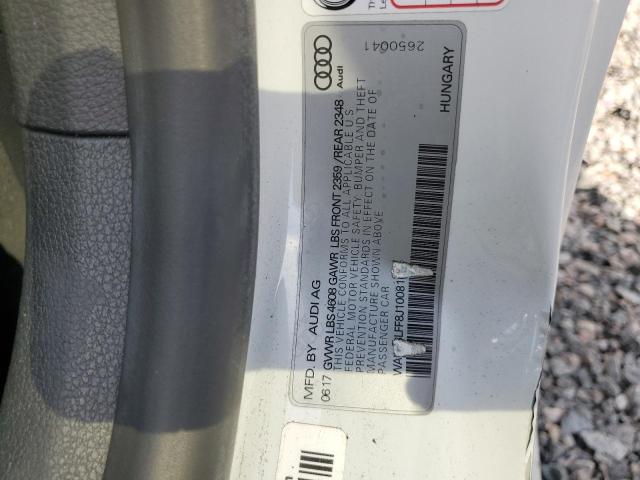 MFD. BY AUDI AG
Audi
0617 GVWR LBS 4608 GAWR LBS FRONT 2359 / REAR 2348
THIS VEHICLE CONFORMS TO ALL APPLICABLE U S
FEDERAL MOTOR VEHICLE SAFETY, BUMPER AND THEFT
PREVENTION STANDARDS IN EFFECT ON THE DATE OF
MANUFACTURE SHOWN ABOVE
PASSENGER CAR
2650041
HUNGARY